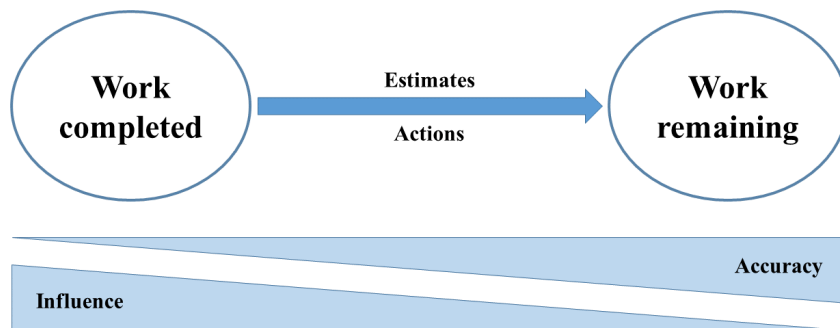 Work
completed
Estimates
Actions
Work
remaining
Accuracy
Influence